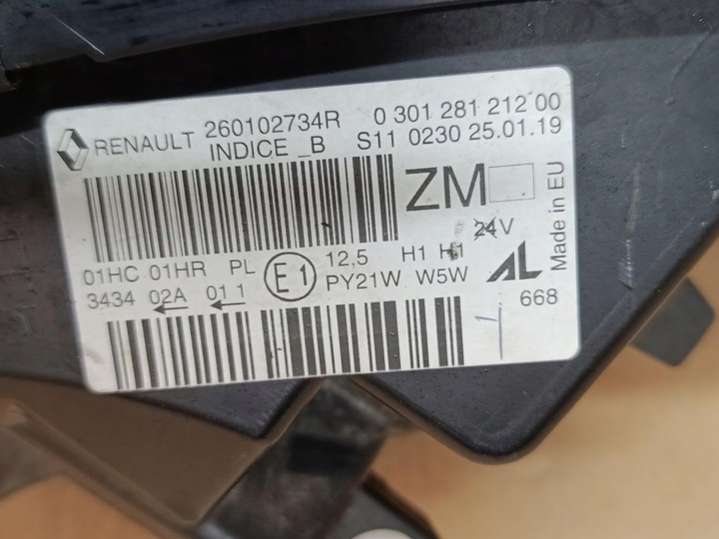 RENAULT 260102734R 0 301 281 212 00
INDICE _B S11 0230 25.01.19
ZM
24V
Made in EU
01HC 01HR PL E1 12,5 H1 H1 AL
3434 02A 01 1 PY21W W5W
668